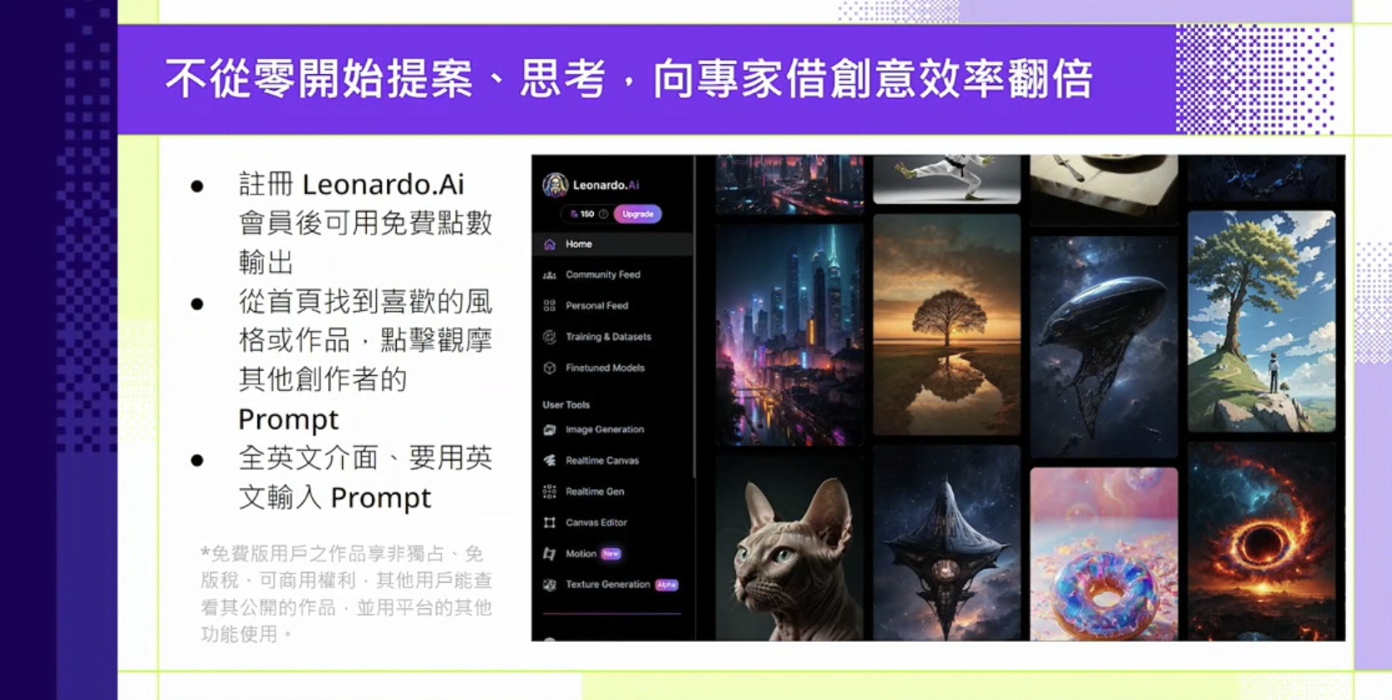 不從零開始提案、思考，向專家借創意效率翻倍
● 註冊 Leonardo.Ai
會員後可用免費點數
輸出
● 從首頁找到喜歡的風
格或作品，點擊觀摩
其他創作者的
Prompt
● 全英文介面、要用英
文輸入 Prompt
*免費版用戶之作品享非獨占、免
版稅、可商用權利，其他用戶能查
看其公開的作品，並用平台的其他
功能使用。
Leonardo.Ai
150 Upgrade
Home
Community Feed
Personal Feed
Training & Datasets
Finetuned Models
User Tools
Image Generation
Realtime Canvas
Realtime Gen
Canvas Editor
Motion New
Texture Generation Alpha